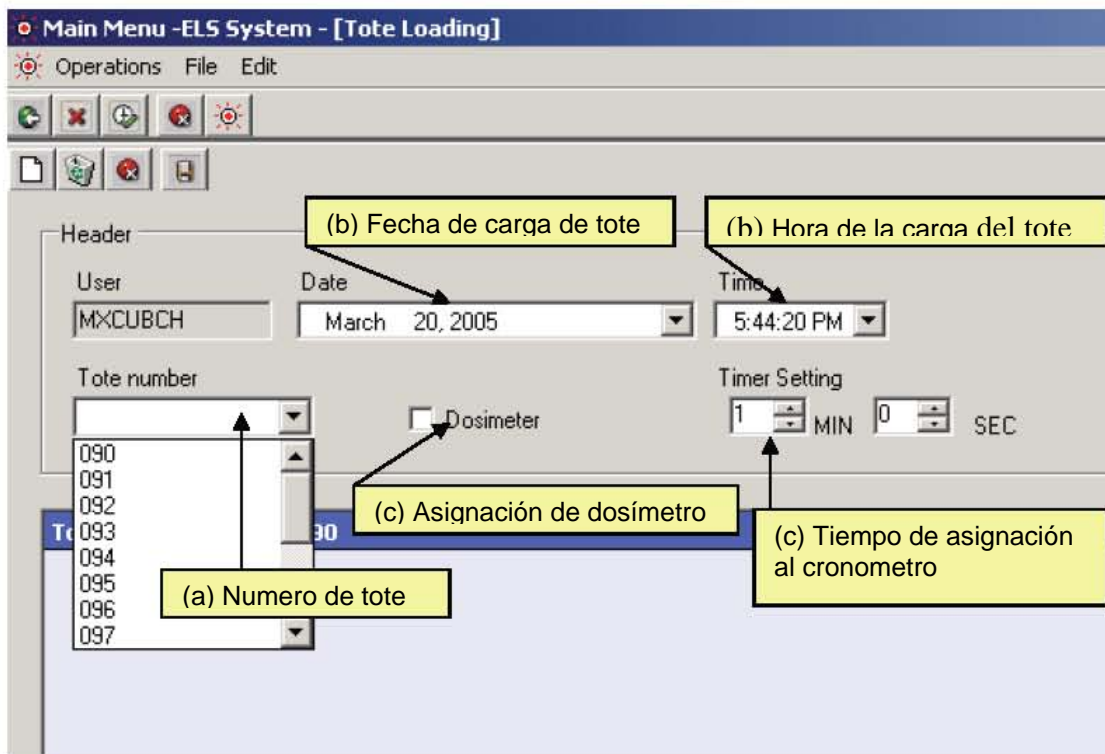 Main Menu -ELS System - [Tote Loading]
Operations File Edit
(b) Fecha de carga de tote
(b) Hora de la carga del tote
Header
User
Date
Time
MXCUBCH
March 20, 2005
5:44:20 PM
Tote number
Timer Setting
Dosimeter
1 MIN 0 SEC
090
091
092
093
094
095
096
097
90
(c) Asignación de dosímetro
(c) Tiempo de asignación
al cronometro
(a) Numero de tote